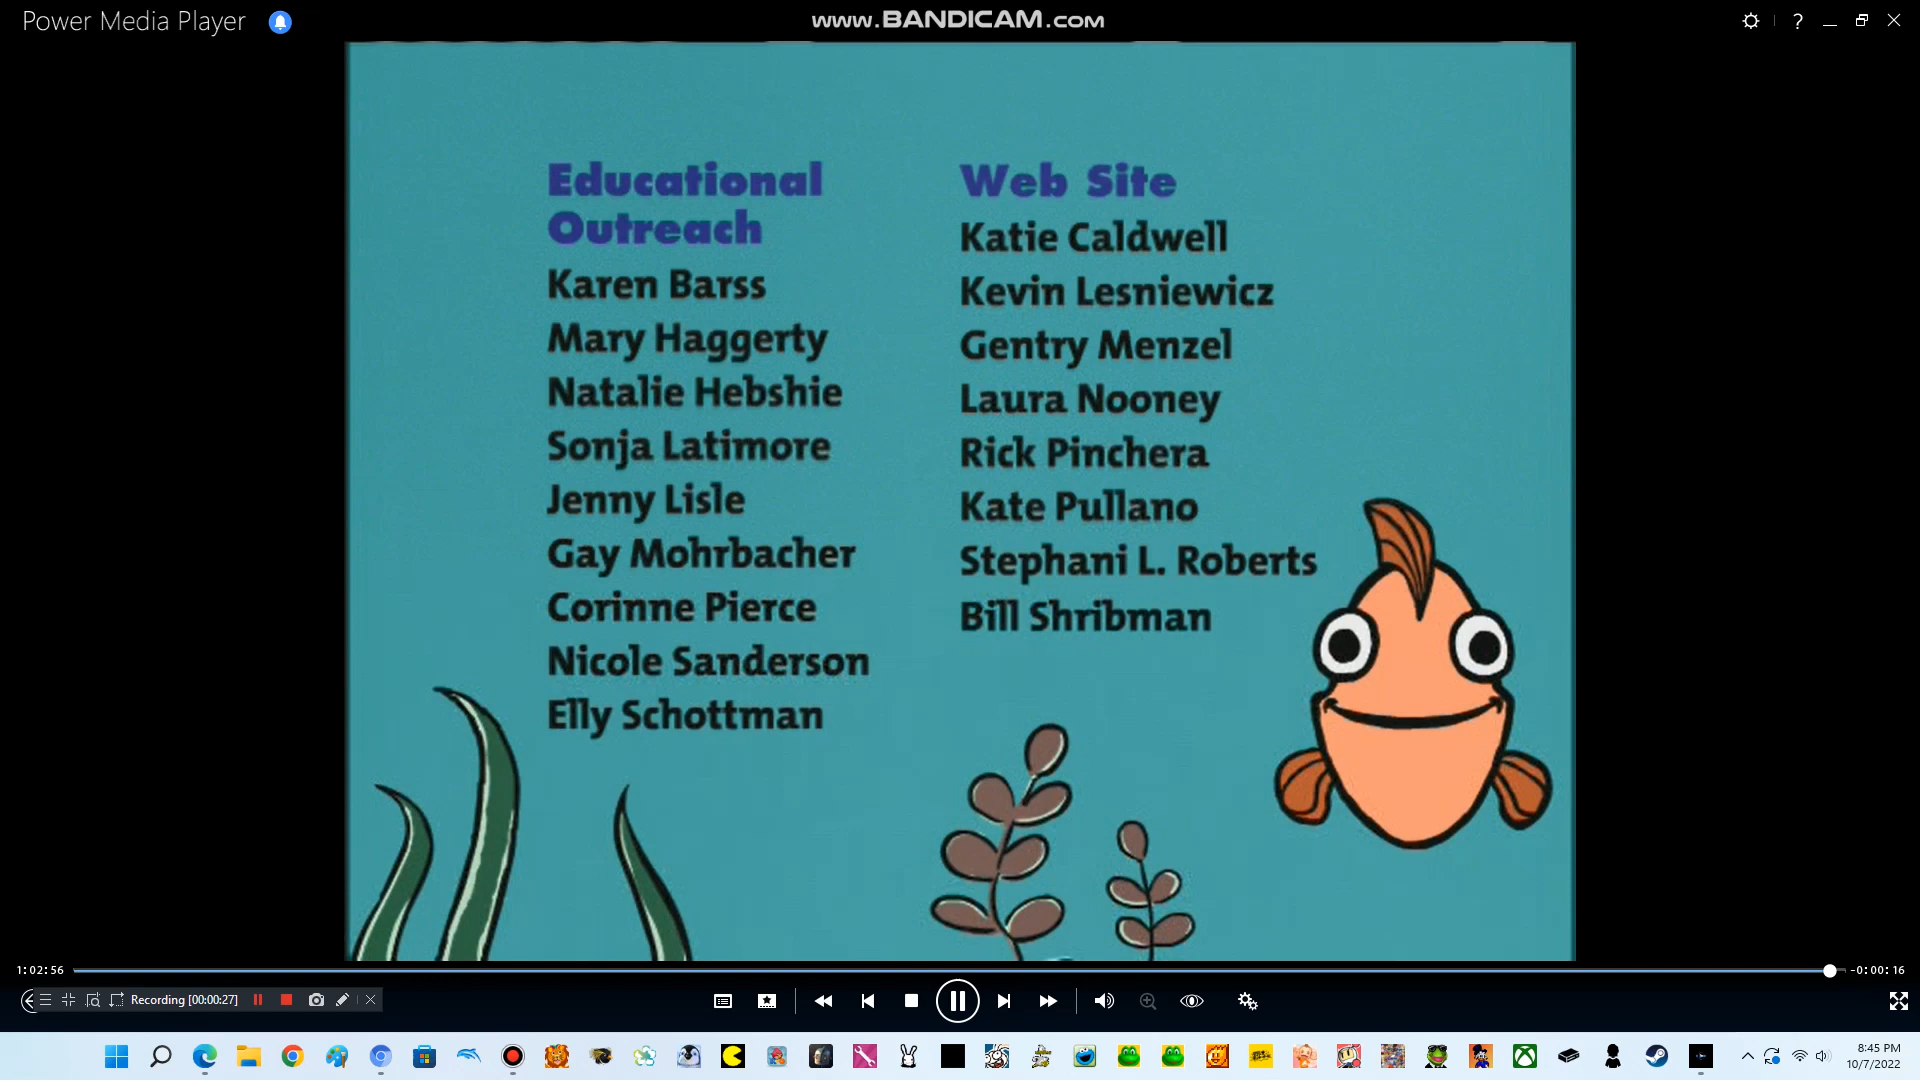 Power Media Player
www.BANDICAM.com
?
Educational
Outreach
Karen Barss
Mary Haggerty
Natalie Hebshie
Sonja Latimore
Jenny Lisle
Gay Mohrbacher
Corinne Pierce
Nicole Sanderson
Elly Schottman
Web Site
Katie Caldwell
Kevin Lesniewicz
Gentry Menzel
Laura Nooney
Rick Pinchera
Kate Pullano
Stephani L. Roberts
Bill Shribman
1:02:56
-0:00:16
Recording [00:00:27]
8:45 PM
10/7/2022